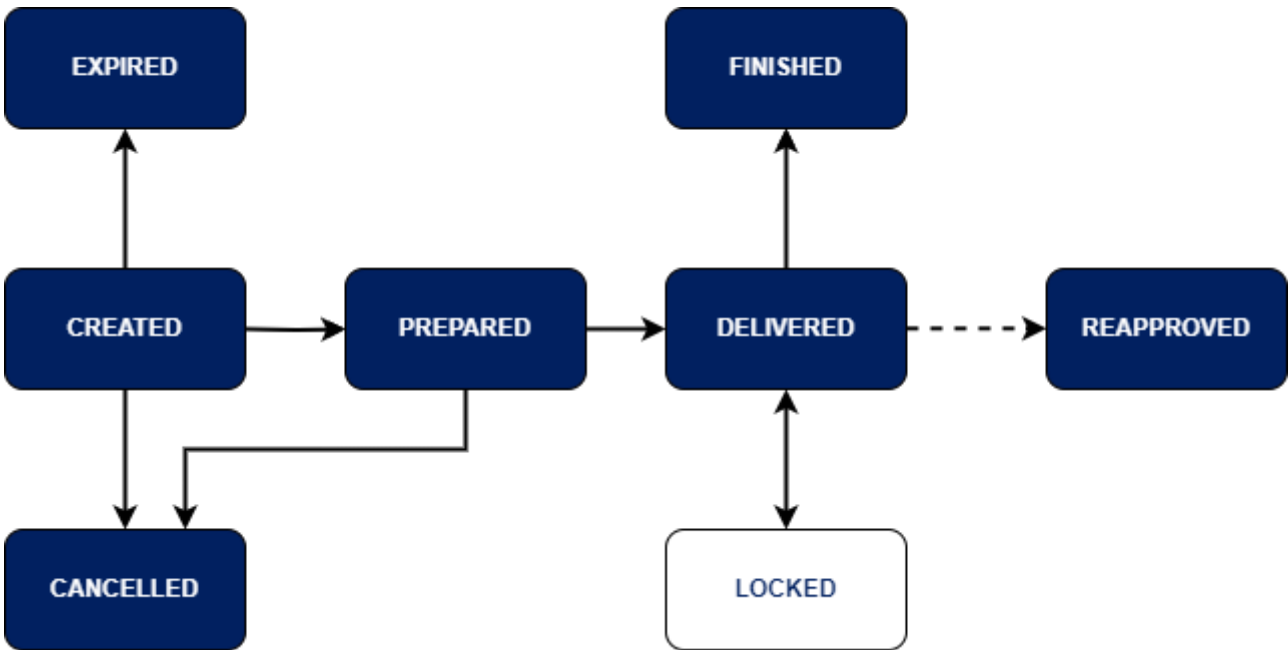 EXPIRED
FINISHED
CREATED
PREPARED
DELIVERED
REAPPROVED
CANCELLED
LOCKED